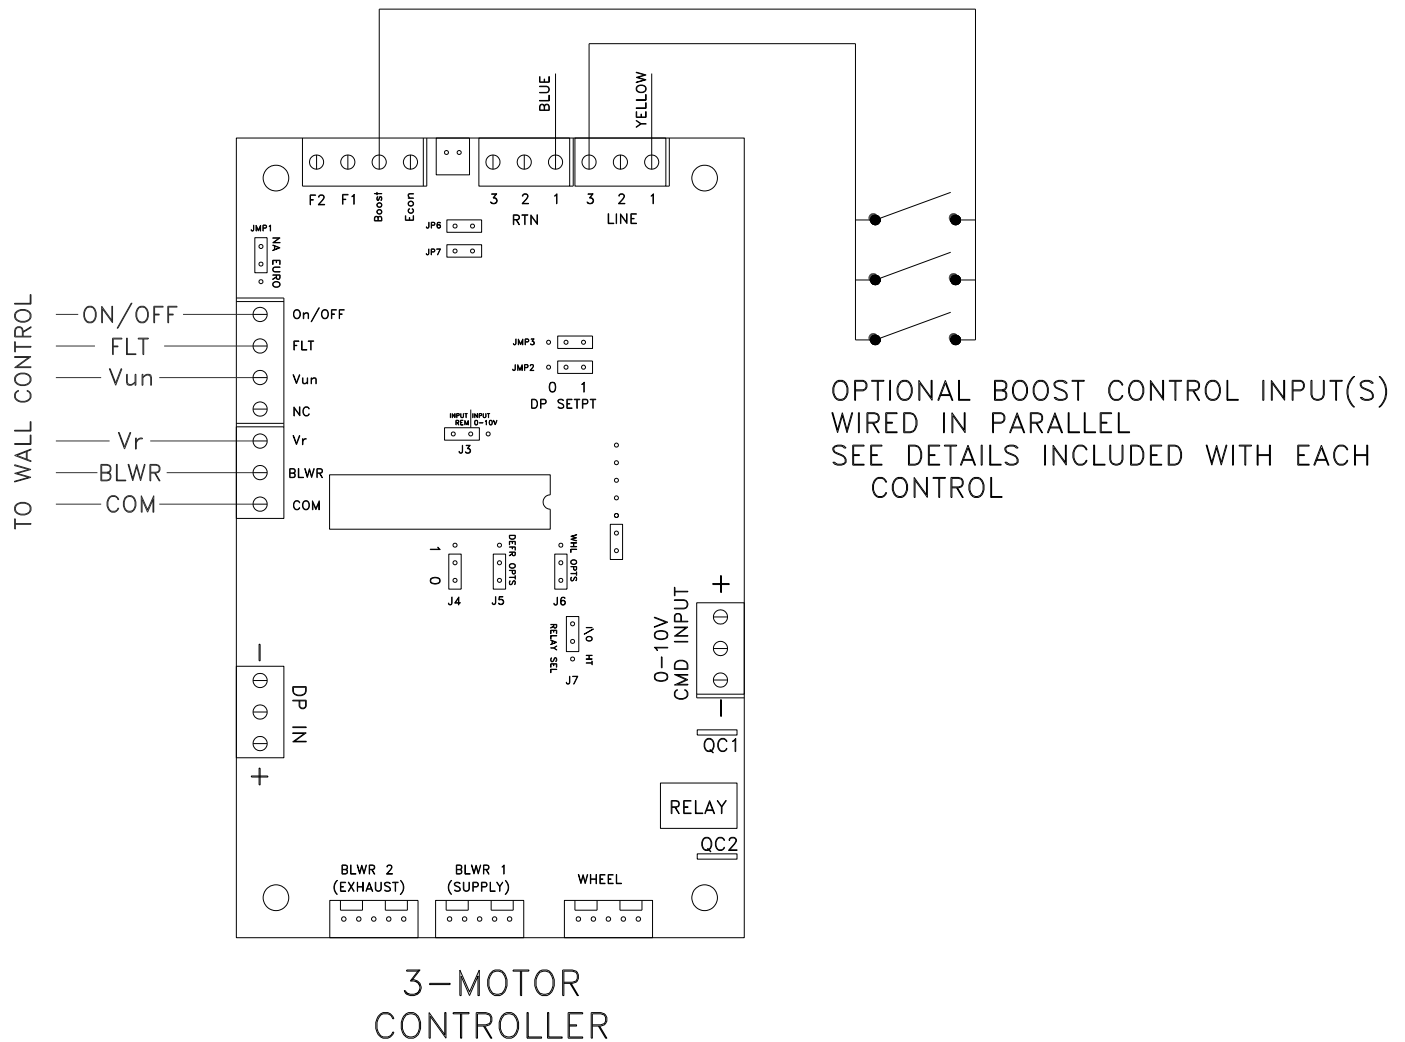 BLUE
YELLOW
F2 F1 Boost Econ
3 2 1
RTN
3 2 1
LINE
JP6
JP7
JMP1
NA EURO
TO WALL CONTROL
ON/OFF
FLT
Vun
Vr
BLWR
COM
On/OFF
FLT
Vun
NC
Vr
BLWR
COM
JMP3
JMP2
0 1
DP SETPT
INPUT INPUT
REM 0-10V
J3
1 0
J4
DEFR OPTS
J5
WHL OPTS
J6
RELAY SEL
I\O HT
J7
OPTIONAL BOOST CONTROL INPUT(S)
WIRED IN PARALLEL
SEE DETAILS INCLUDED WITH EACH
CONTROL
+
0-10V
CMD INPUT
-
-
DP IN
+
QC1
RELAY
QC2
BLWR 2
(EXHAUST)
BLWR 1
(SUPPLY)
WHEEL
3-MOTOR
CONTROLLER